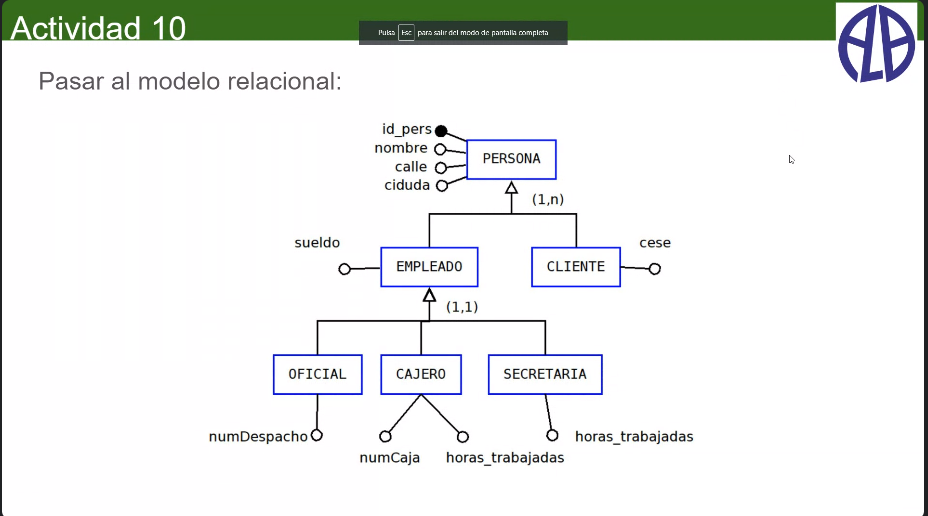 Actividad 10
Pulsa Esc para salir del modo de pantalla completa
Pasar al modelo relacional:
id_pers
nombre
calle
ciduda
PERSONA
(1,n)
sueldo
EMPLEADO
CLIENTE
cese
(1,1)
OFICIAL
CAJERO
SECRETARIA
numDespacho
numCaja
horas_trabajadas
horas_trabajadas